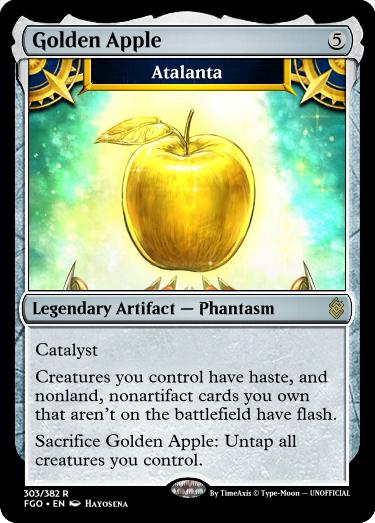 Golden Apple 5
Atalanta
Legendary Artifact — Phantasm
Catalyst
Creatures you control have haste, and
nonland, nonartifact cards you own
that aren't on the battlefield have flash.
Sacrifice Golden Apple: Untap all
creatures you control.
303/382 R
FGO • EN Hayosena
By TimeAxis © Type-Moon — UNOFFICIAL